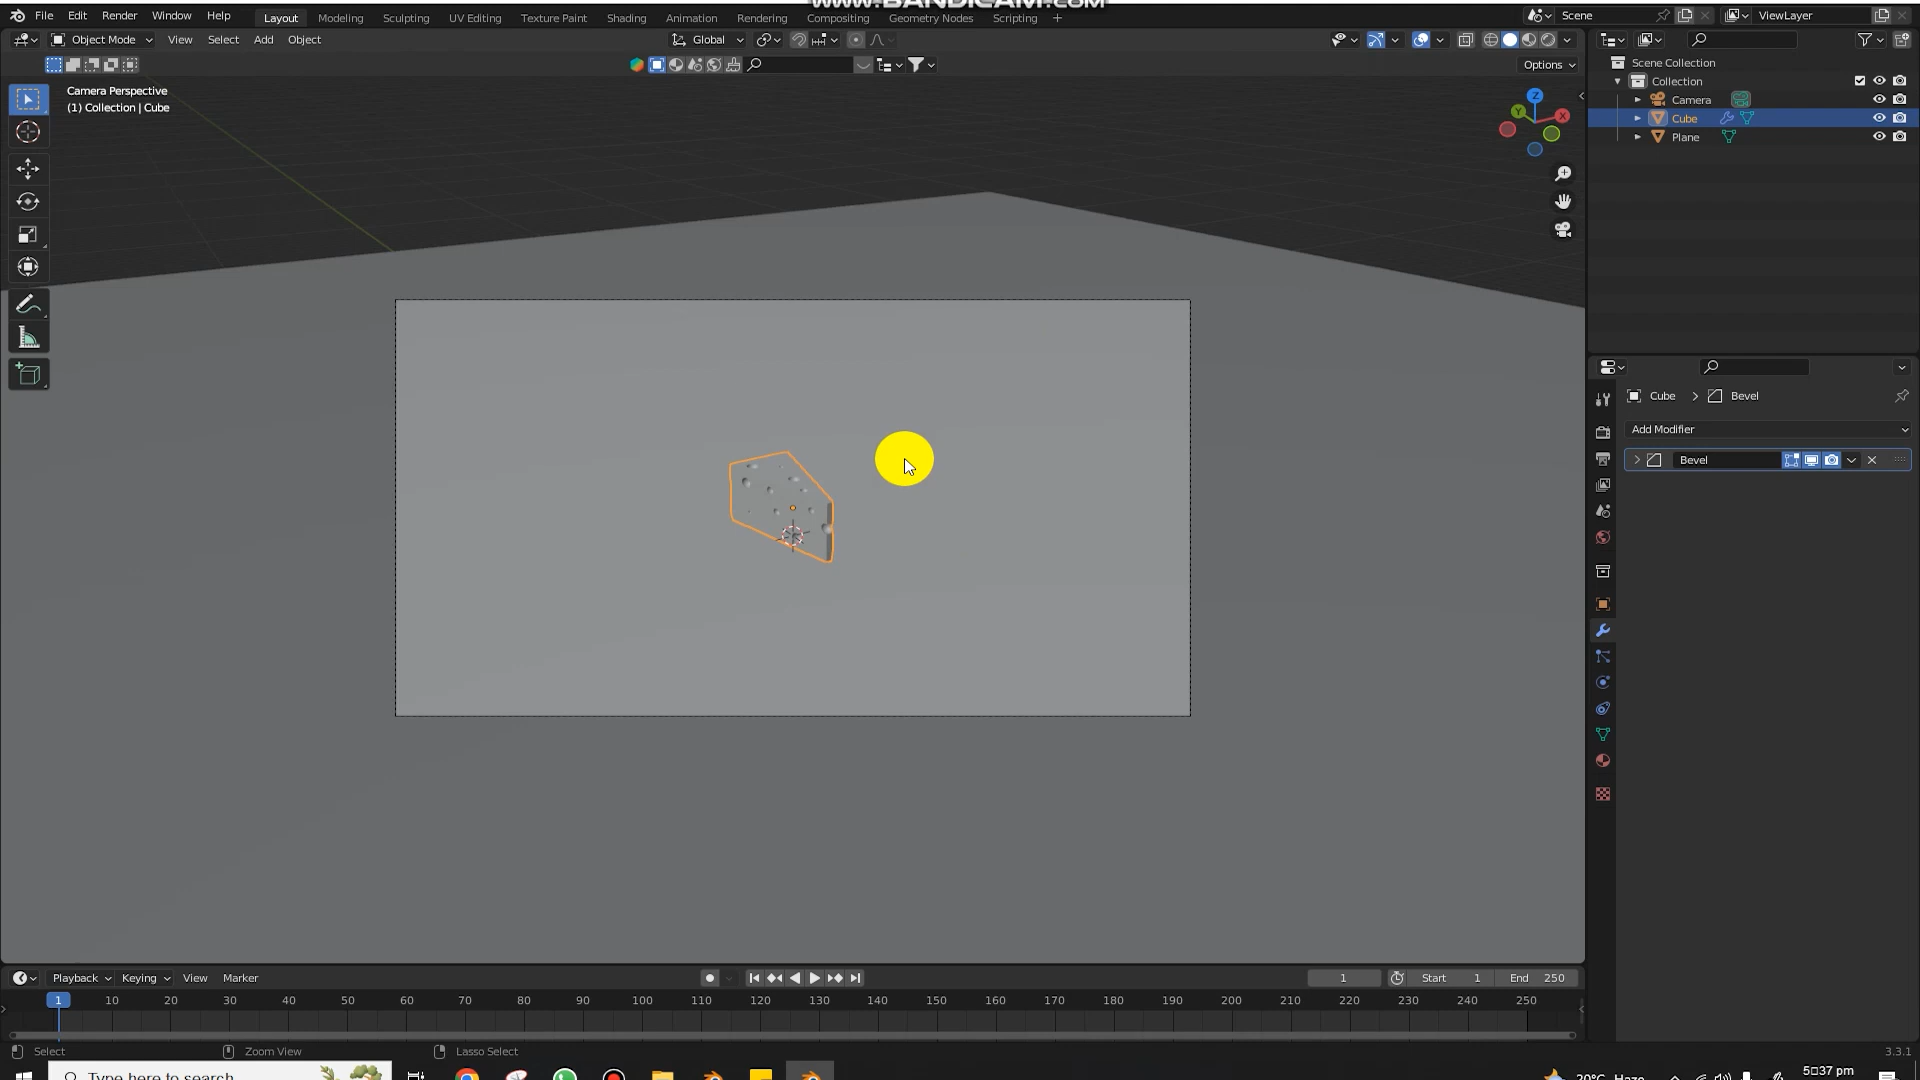 www.BANDICAM.com
File Edit Render Window Help Layout Modeling Sculpting UV Editing Texture Paint Shading Animation Rendering Compositing Geometry Nodes Scripting + Scene ViewLayer
Object Mode View Select Add Object Global
Options
Camera Perspective
(1) Collection | Cube
Z
Y
X
Scene Collection
Collection
Camera
Cube
Plane
Cube > Bevel
Add Modifier
Bevel
Playback Keying View Marker 1 Start 1 End 250
1 10 20 30 40 50 60 70 80 90 100 110 120 130 140 150 160 170 180 190 200 210 220 230 240 250
Select Zoom View Lasso Select 3.3.1
Type here to search 20°C Haze 5:37 pm